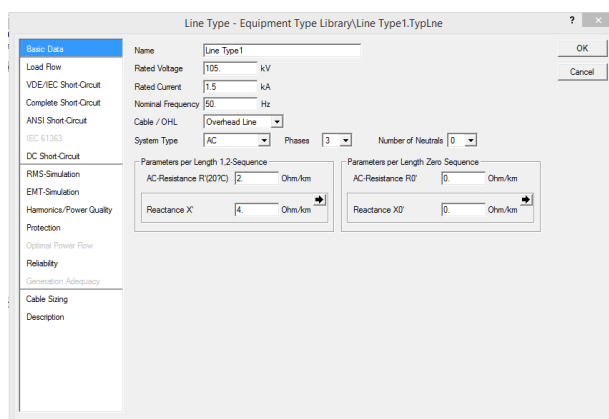 Line Type - Equipment Type Library\Line Type1.TypLne
? ×
Basic Data
Load Flow
VDE/IEC Short-Circuit
Complete Short-Circuit
ANSI Short-Circuit
IEC 61363
DC Short-Circuit
RMS-Simulation
EMT-Simulation
Harmonics/Power Quality
Protection
Optimal Power Flow
Reliability
Generation Adequacy
Cable Sizing
Description
Name Line Type1
Rated Voltage 105. kV
Rated Current 1.5 kA
Nominal Frequency 50. Hz
Cable / OHL Overhead Line
System Type AC Phases 3 Number of Neutrals 0
Parameters per Length 1,2-Sequence
AC-Resistance R'(20?C) 2. Ohm/km
Reactance X' 4. Ohm/km
Parameters per Length Zero Sequence
AC-Resistance R0' 0. Ohm/km
Reactance X0' 0. Ohm/km
OK
Cancel